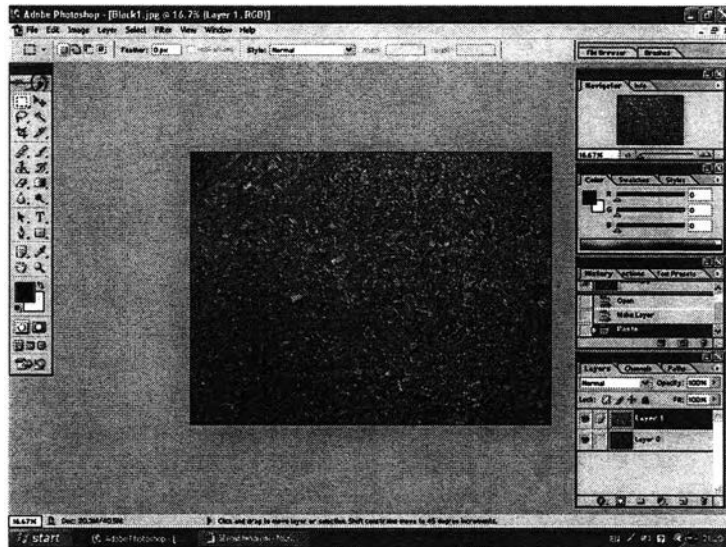 Adobe Photoshop - [Black1.jpg @ 16.7% (Layer 1, RGB)]
File Edit Image Layer Select Filter View Window Help
Feather: 0 px Style: Normal
File Browser Brushes
Navigator Info
16.67%
Color Swatches Styles
R 0
G 0
B 0
History Actions Tool Presets
Open
Make Layer
Paste
Layers Channels Paths
Normal Opacity: 100%
Lock: Fill: 100%
Layer 1
Layer 0
16.67% Click and drag to move layer or selection. Shift constrains move to 45 degree increments.
start Adobe Photoshop - [